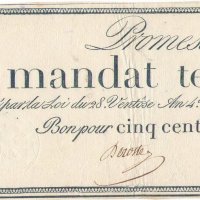 Promes
mandat te
é par la Loi du 28 Ventôse An 4
Bon pour cinq cent